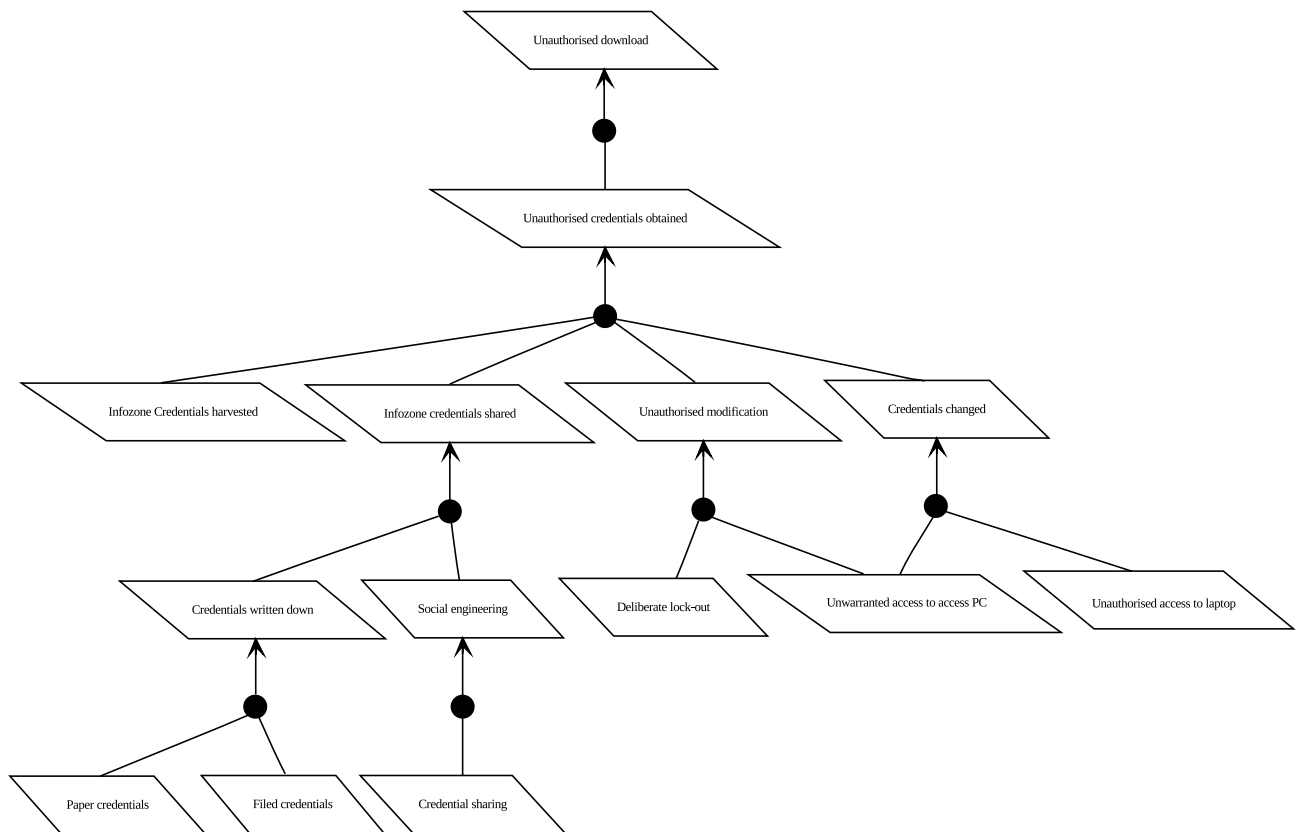 Unauthorised download
Unauthorised credentials obtained
Infozone Credentials harvested
Infozone credentials shared
Unauthorised modification
Credentials changed
Credentials written down
Social engineering
Deliberate lock-out
Unwarranted access to access PC
Unauthorised access to laptop
Paper credentials
Filed credentials
Credential sharing